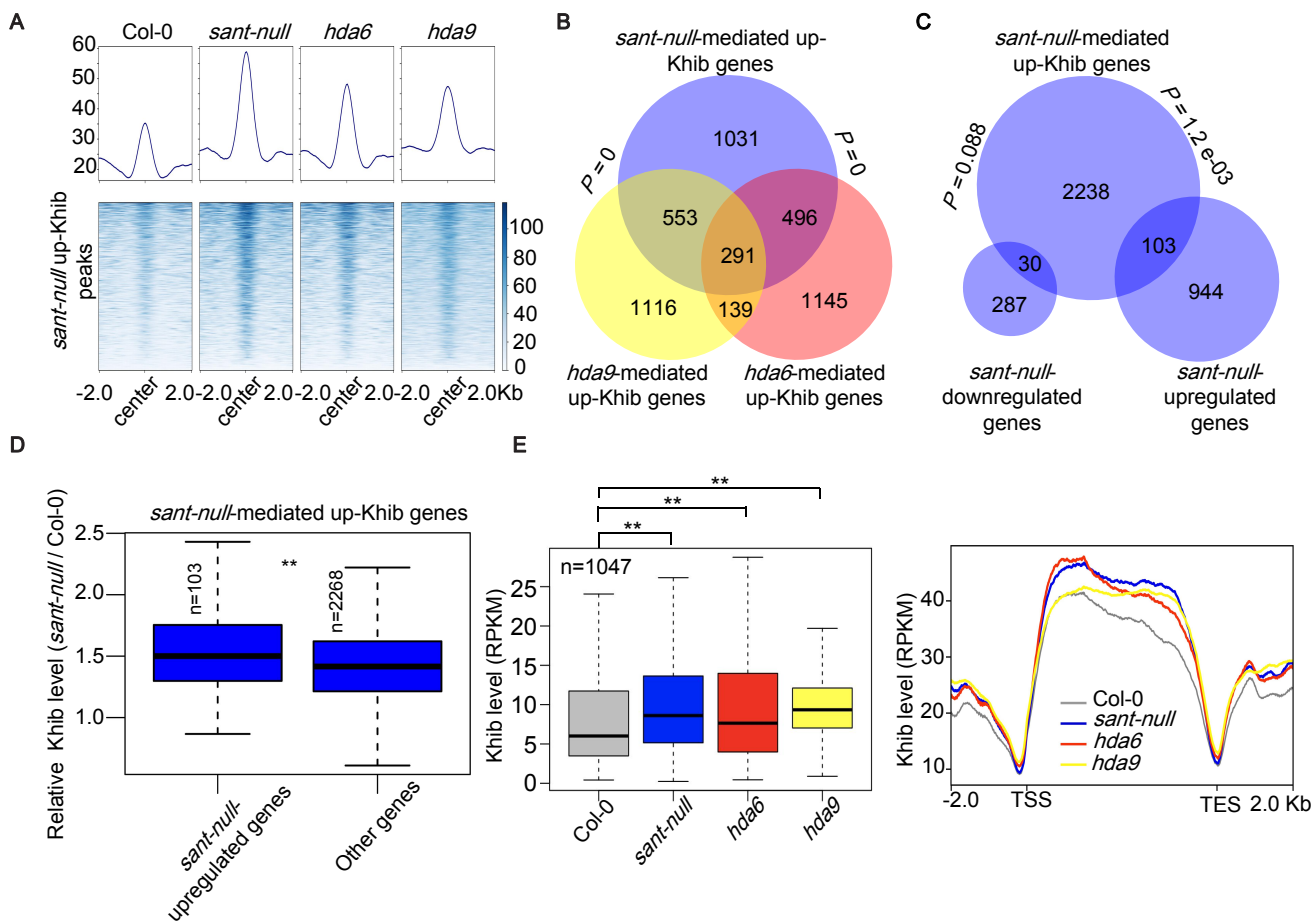 A
Col-0
sant-null
hda6
hda9
60
50
40
30
20
sant-null up-Khib
peaks
100
80
60
40
20
0
-2.0
center
2.0
-2.0
center
2.0
-2.0
center
2.0
-2.0
center
2.0Kb
B
sant-null-mediated up-
Khib genes
P = 0
P = 0
1031
553
496
291
1116
139
1145
hda9-mediated
up-Khib genes
hda6-mediated
up-Khib genes
C
sant-null-mediated
up-Khib genes
P = 0.088
P = 1.2 e-03
2238
30
103
287
944
sant-null-
downregulated
genes
sant-null-
upregulated
genes
D
sant-null-mediated up-Khib genes
Relative Khib level (sant-null / Col-0)
2.5
2.0
1.5
1.0
n=103
**
n=2268
sant-null-
upregulated genes
Other genes
E
**
**
**
n=1047
Khib level (RPKM)
25
20
15
10
5
0
Col-0
sant-null
hda6
hda9
Khib level (RPKM)
40
30
20
10
Col-0
sant-null
hda6
hda9
-2.0
TSS
TES
2.0 Kb